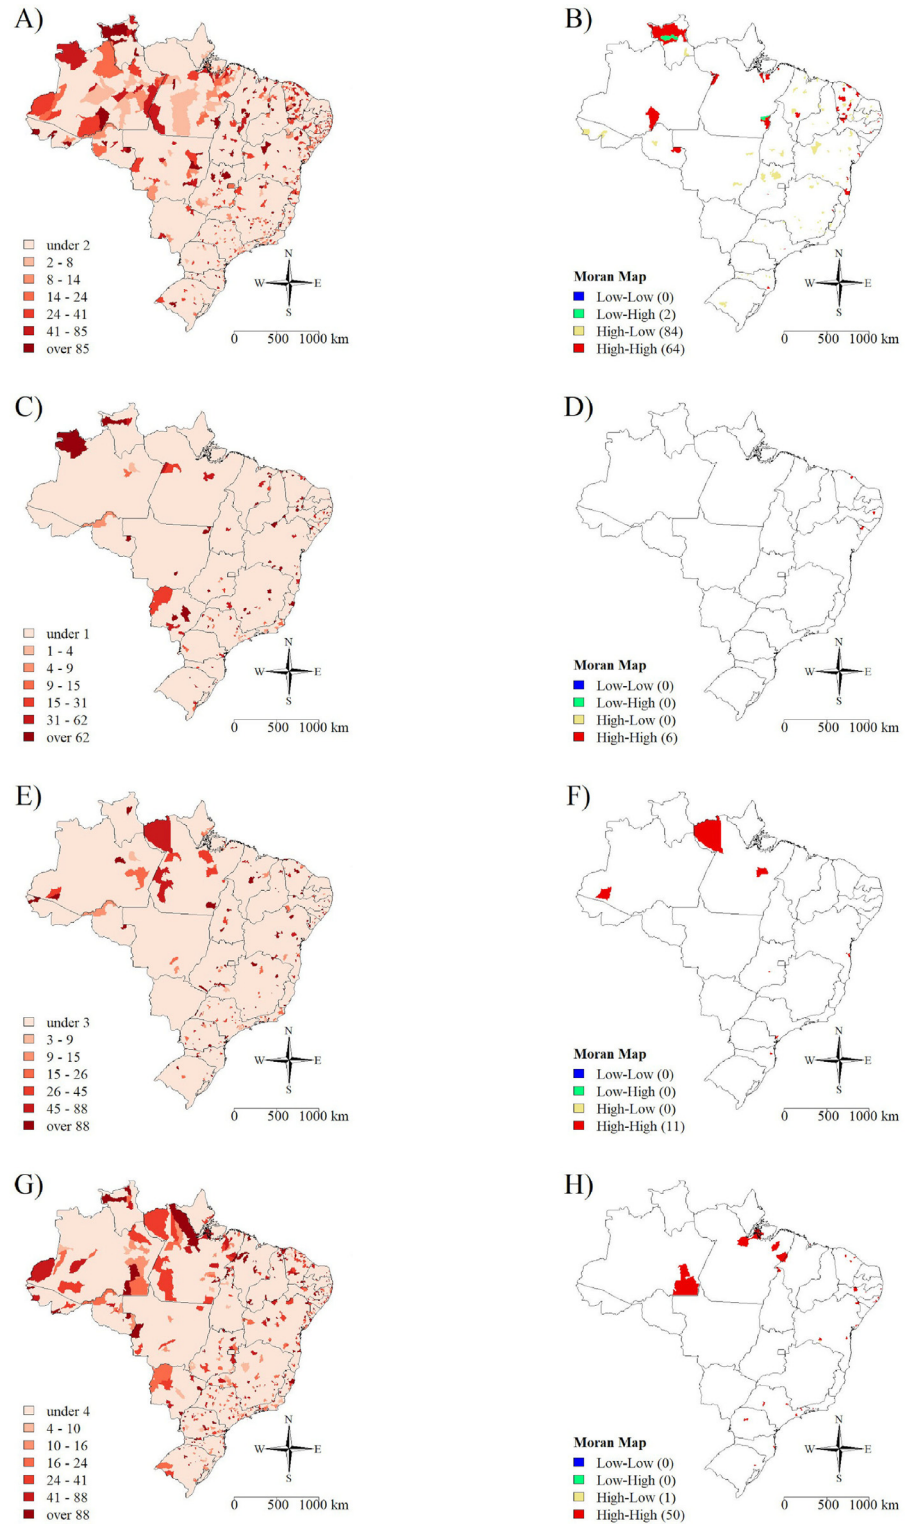 A)
N
W E
S
under 2
2 - 8
8 - 14
14 - 24
24 - 41
41 - 85
over 85
0 500 1000 km
B)
N
W E
S
Moran Map
Low-Low (0)
Low-High (2)
High-Low (84)
High-High (64)
0 500 1000 km
C)
N
W E
S
under 1
1 - 4
4 - 9
9 - 15
15 - 31
31 - 62
over 62
0 500 1000 km
D)
N
W E
S
Moran Map
Low-Low (0)
Low-High (0)
High-Low (0)
High-High (6)
0 500 1000 km
E)
N
W E
S
under 3
3 - 9
9 - 15
15 - 26
26 - 45
45 - 88
over 88
0 500 1000 km
F)
N
W E
S
Moran Map
Low-Low (0)
Low-High (0)
High-Low (0)
High-High (11)
0 500 1000 km
G)
N
W E
S
under 4
4 - 10
10 - 16
16 - 24
24 - 41
41 - 88
over 88
0 500 1000 km
H)
N
W E
S
Moran Map
Low-Low (0)
Low-High (0)
High-Low (1)
High-High (50)
0 500 1000 km